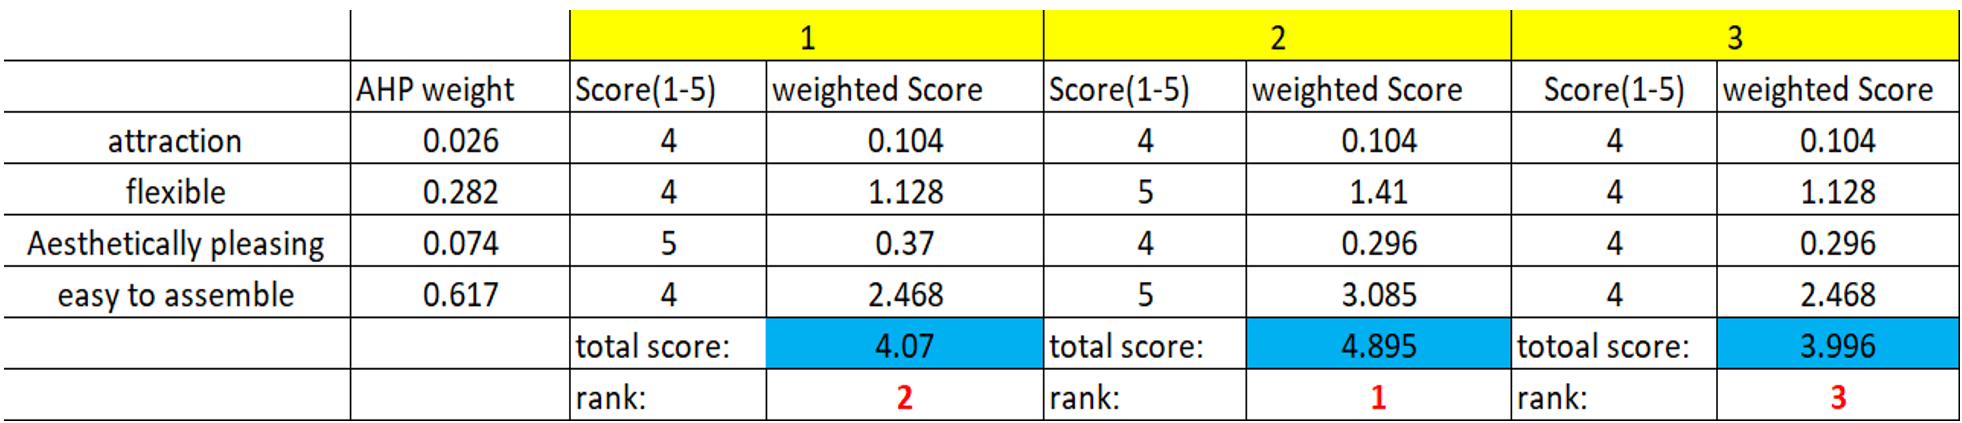 1 2 3
AHP weight Score(1-5) weighted Score Score(1-5) weighted Score Score(1-5) weighted Score
attraction 0.026 4 0.104 4 0.104 4 0.104
flexible 0.282 4 1.128 5 1.41 4 1.128
Aesthetically pleasing 0.074 5 0.37 4 0.296 4 0.296
easy to assemble 0.617 4 2.468 5 3.085 4 2.468
total score: 4.07 total score: 4.895 totoal score: 3.996
rank: 2 rank: 1 rank: 3